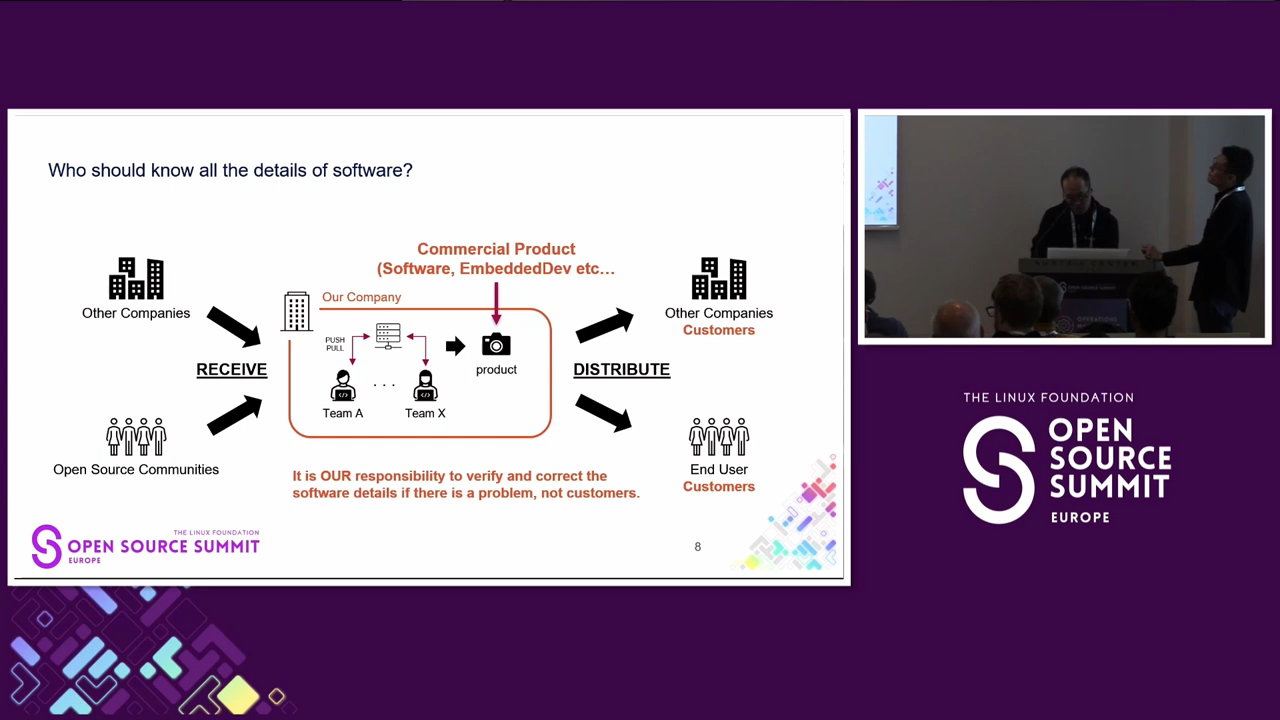 Who should know all the details of software?
Commercial Product
(Software, EmbeddedDev etc…
Other Companies
Our Company
Other Companies
Customers
PUSH
PULL
RECEIVE
product
DISTRIBUTE
. . .
Team A
Team X
Open Source Communities
End User
Customers
It is OUR responsibility to verify and correct the
software details if there is a problem, not customers.
THE LINUX FOUNDATION
OPEN SOURCE SUMMIT
EUROPE
8
THE LINUX FOUNDATION
OPEN
SOURCE
SUMMIT
EUROPE
OPEN SOURCE SUMMIT